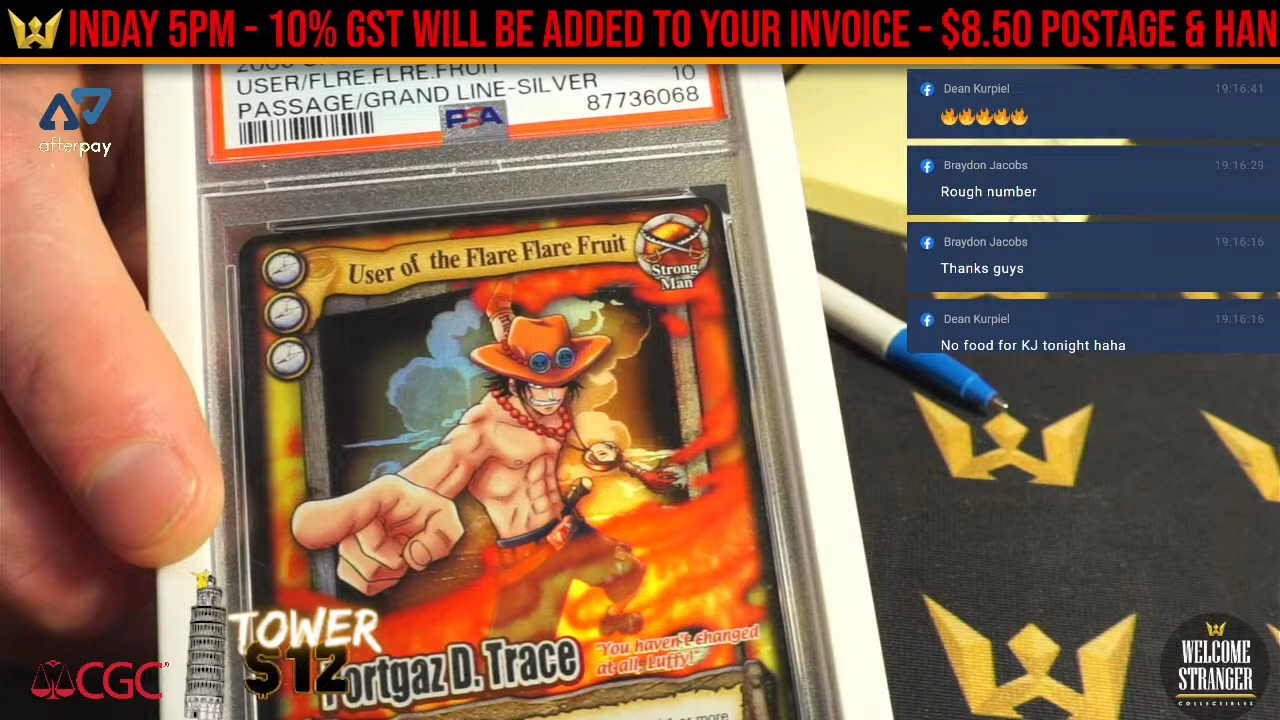 INDAY 5PM - 10% GST WILL BE ADDED TO YOUR INVOICE - $8.50 POSTAGE & HAN
afterpay
USER/FLRE.FLRE.FRUIT
10
PASSAGE/GRAND LINE-SILVER
87736068
PSA
User of the Flare Flare Fruit
Strong
Man
Dean Kurpiel
19:16:41
🔥🔥🔥🔥🔥
Braydon Jacobs
19:16:29
Rough number
Braydon Jacobs
19:16:16
Thanks guys
Dean Kurpiel
19:16:16
No food for KJ tonight haha
TOWER
$12
CGC
Portgaz D. Trace
"You haven't changed
at all, Luffy!"
or more
WELCOME
STRANGER
COLLECTIBLES